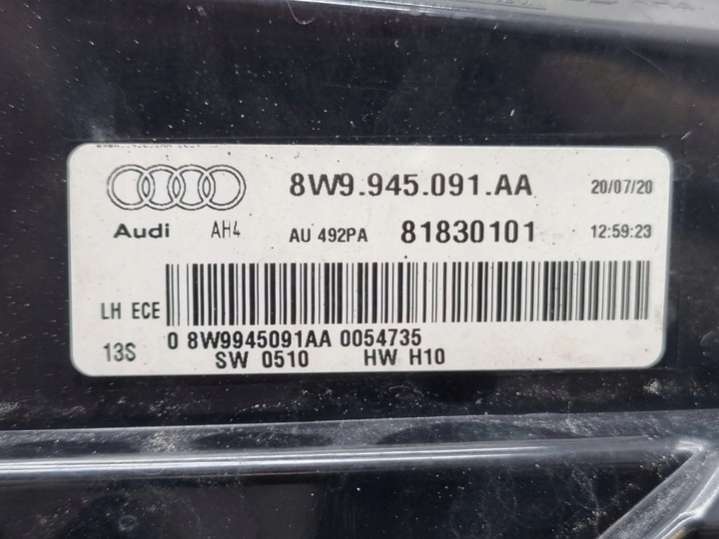 8W9.945.091.AA 20/07/20
Audi AH4 AU 492PA 81830101 12:59:23
LH ECE
13S 0 8W9945091AA 0054735
SW 0510 HW H10